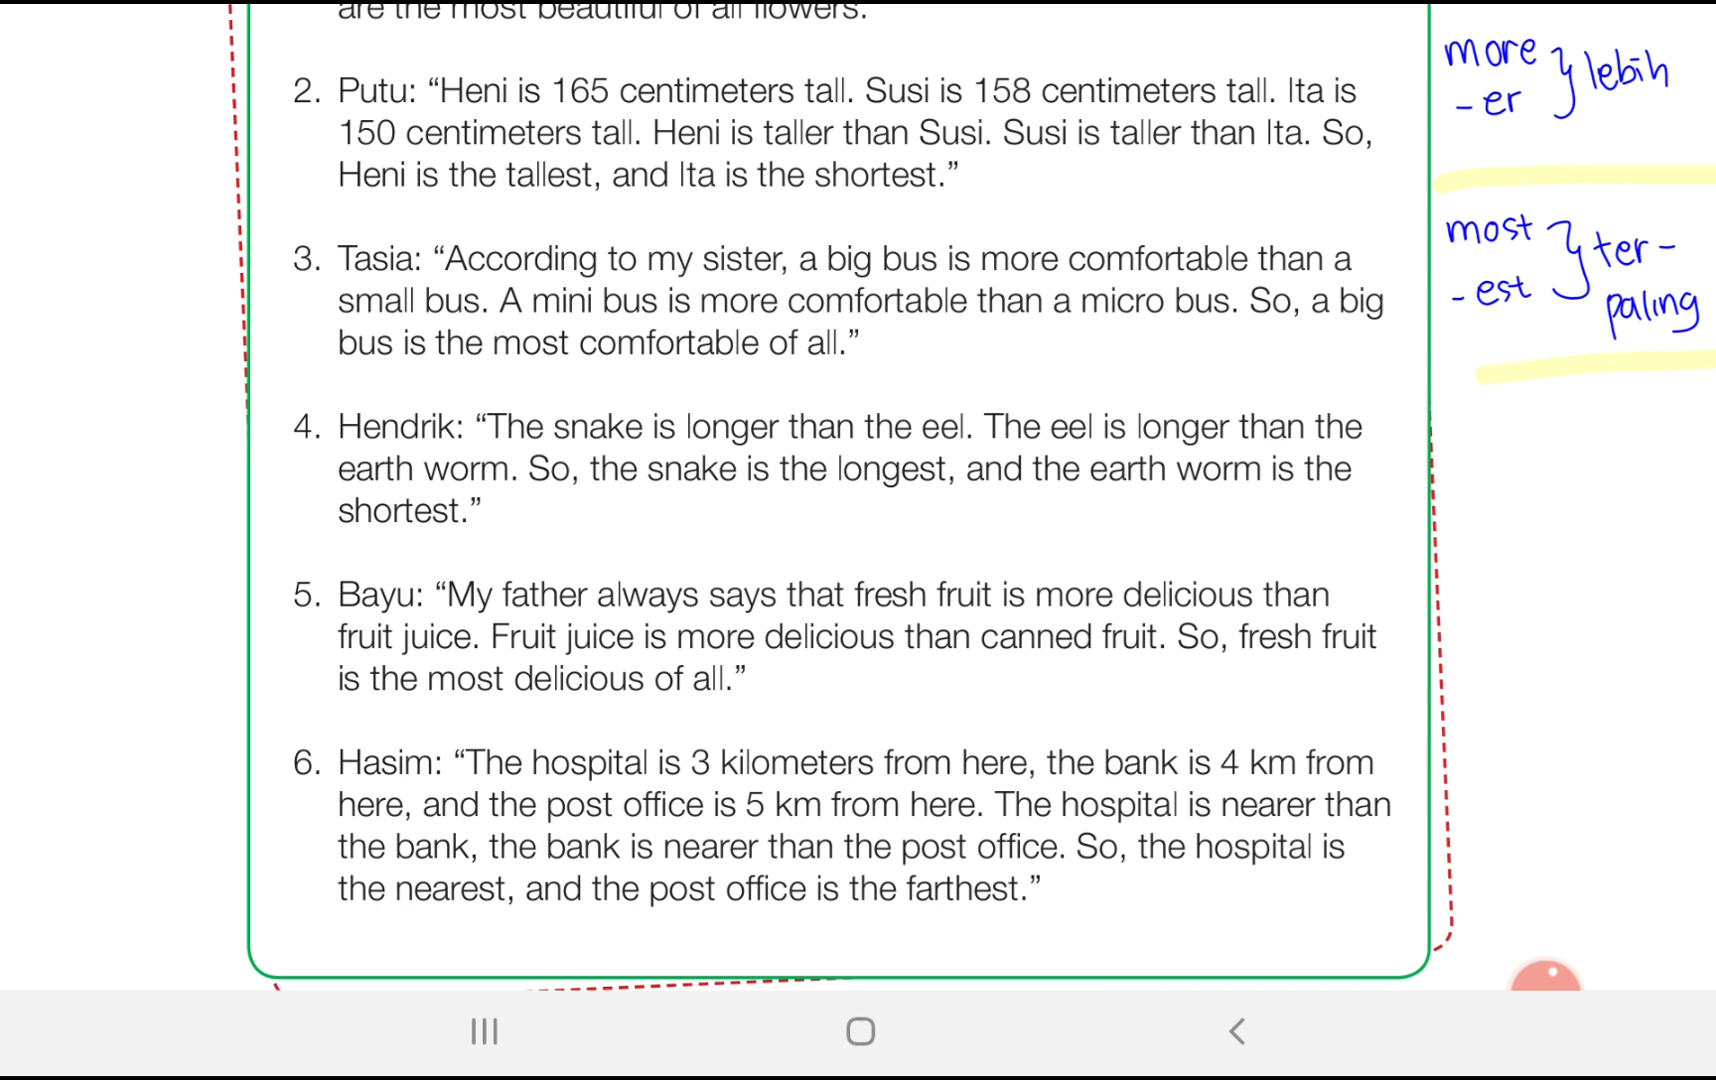 are the most beautiful of all flowers.
2. Putu: “Heni is 165 centimeters tall. Susi is 158 centimeters tall. Ita is
150 centimeters tall. Heni is taller than Susi. Susi is taller than Ita. So,
Heni is the tallest, and Ita is the shortest.”
3. Tasia: “According to my sister, a big bus is more comfortable than a
small bus. A mini bus is more comfortable than a micro bus. So, a big
bus is the most comfortable of all.”
4. Hendrik: “The snake is longer than the eel. The eel is longer than the
earth worm. So, the snake is the longest, and the earth worm is the
shortest.”
5. Bayu: “My father always says that fresh fruit is more delicious than
fruit juice. Fruit juice is more delicious than canned fruit. So, fresh fruit
is the most delicious of all.”
6. Hasim: “The hospital is 3 kilometers from here, the bank is 4 km from
here, and the post office is 5 km from here. The hospital is nearer than
the bank, the bank is nearer than the post office. So, the hospital is
the nearest, and the post office is the farthest.”
more
-er
lebih
most
-est
ter-
paling